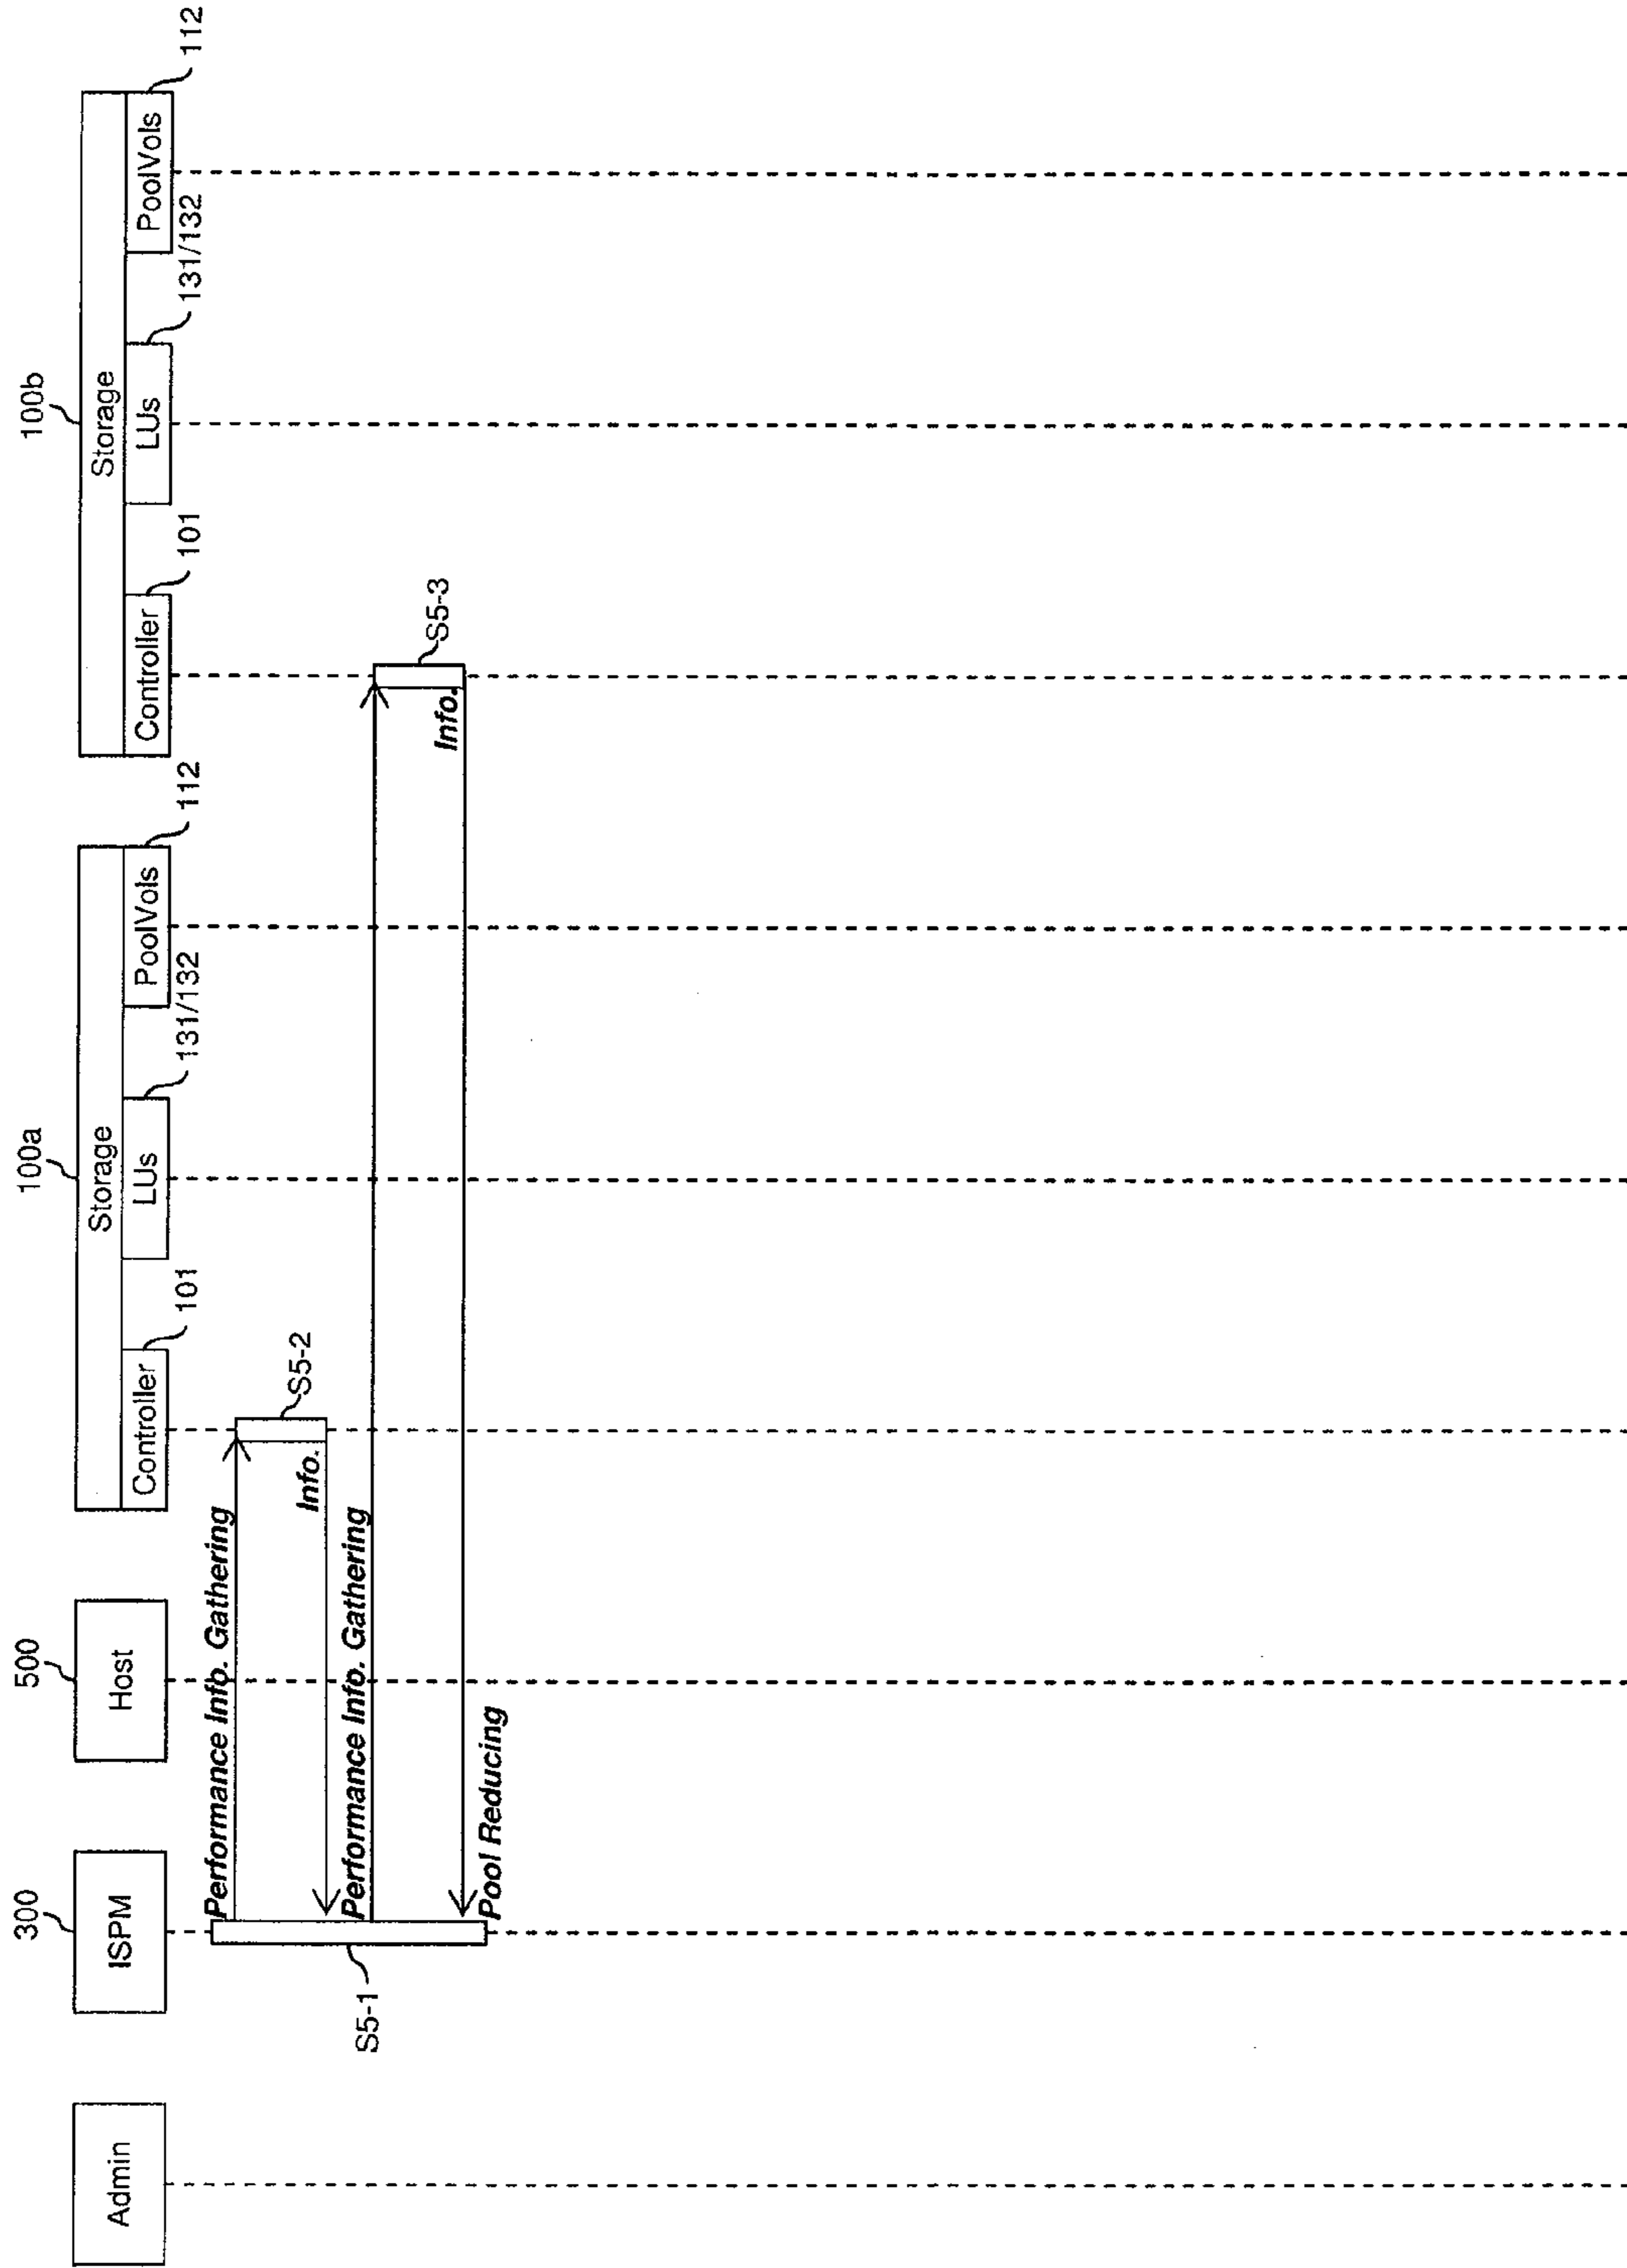 300
500
100a
100b
Admin
ISPM
Host
Storage
Storage
Controller
LUs
PoolVols
Controller
LUs
PoolVols
101
131/132
112
101
131/132
112
Performance Info. Gathering
S5-2
Info.
Performance Info. Gathering
S5-1
S5-3
Info.
Pool Reducing